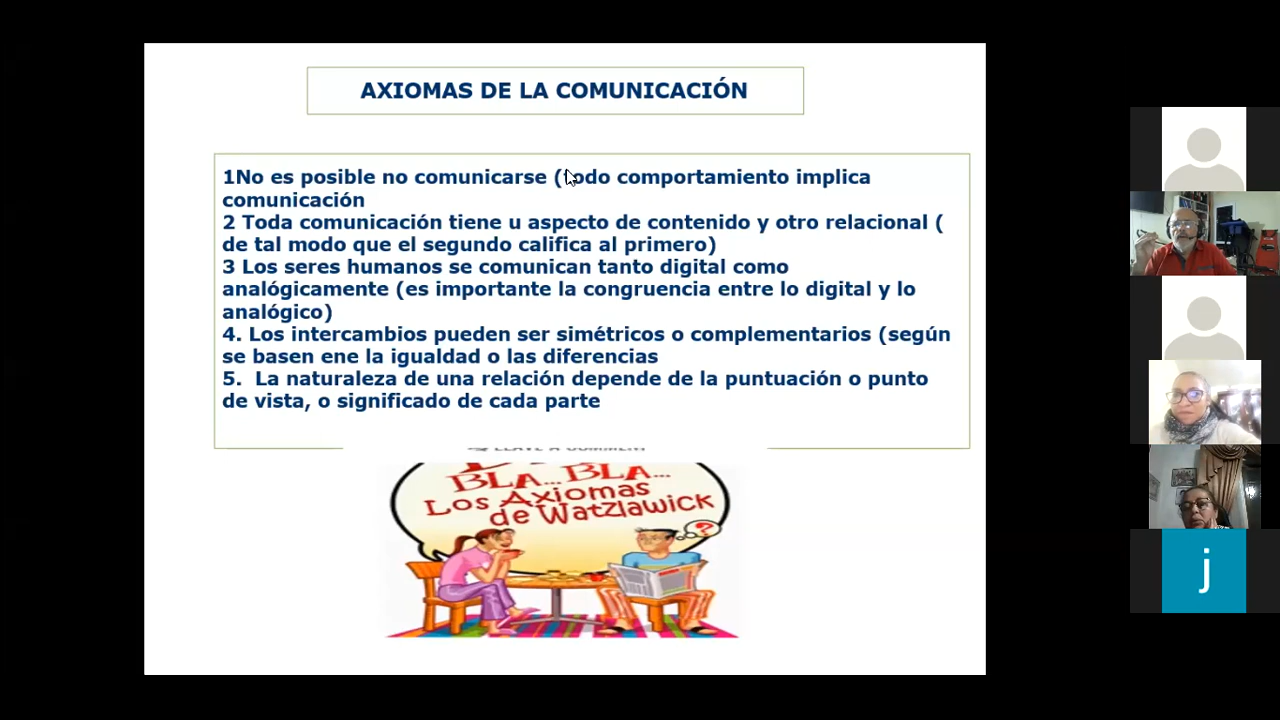 AXIOMAS DE LA COMUNICACIÓN
1No es posible no comunicarse (todo comportamiento implica
comunicación
2 Toda comunicación tiene u aspecto de contenido y otro relacional (
de tal modo que el segundo califica al primero)
3 Los seres humanos se comunican tanto digital como
analógicamente (es importante la congruencia entre lo digital y lo
analógico)
4. Los intercambios pueden ser simétricos o complementarios (según
se basen ene la igualdad o las diferencias
5. La naturaleza de una relación depende de la puntuación o punto
de vista, o significado de cada parte
LEAVE A COMMENT
BLA... BLA...
Los Axiomas
de Watzlawick
?
j